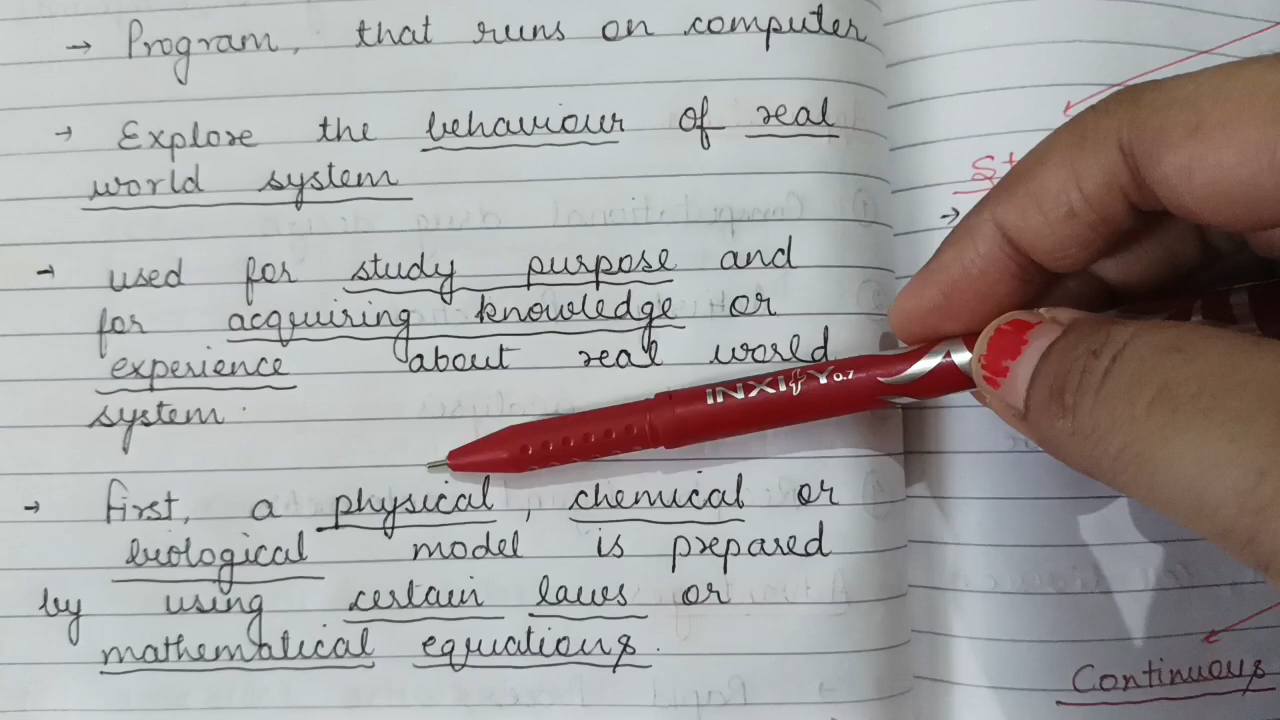 → Program, that runs on computer
→ Explore the behaviour of real
world system
→ used for study purpose and
for acquiring knowledge or
experience about real world
system.
→ first, a physical, chemical or
biological model is prepared
by using certain laws or
mathematical equations.
INXITY 0.7
St
→
Continuous